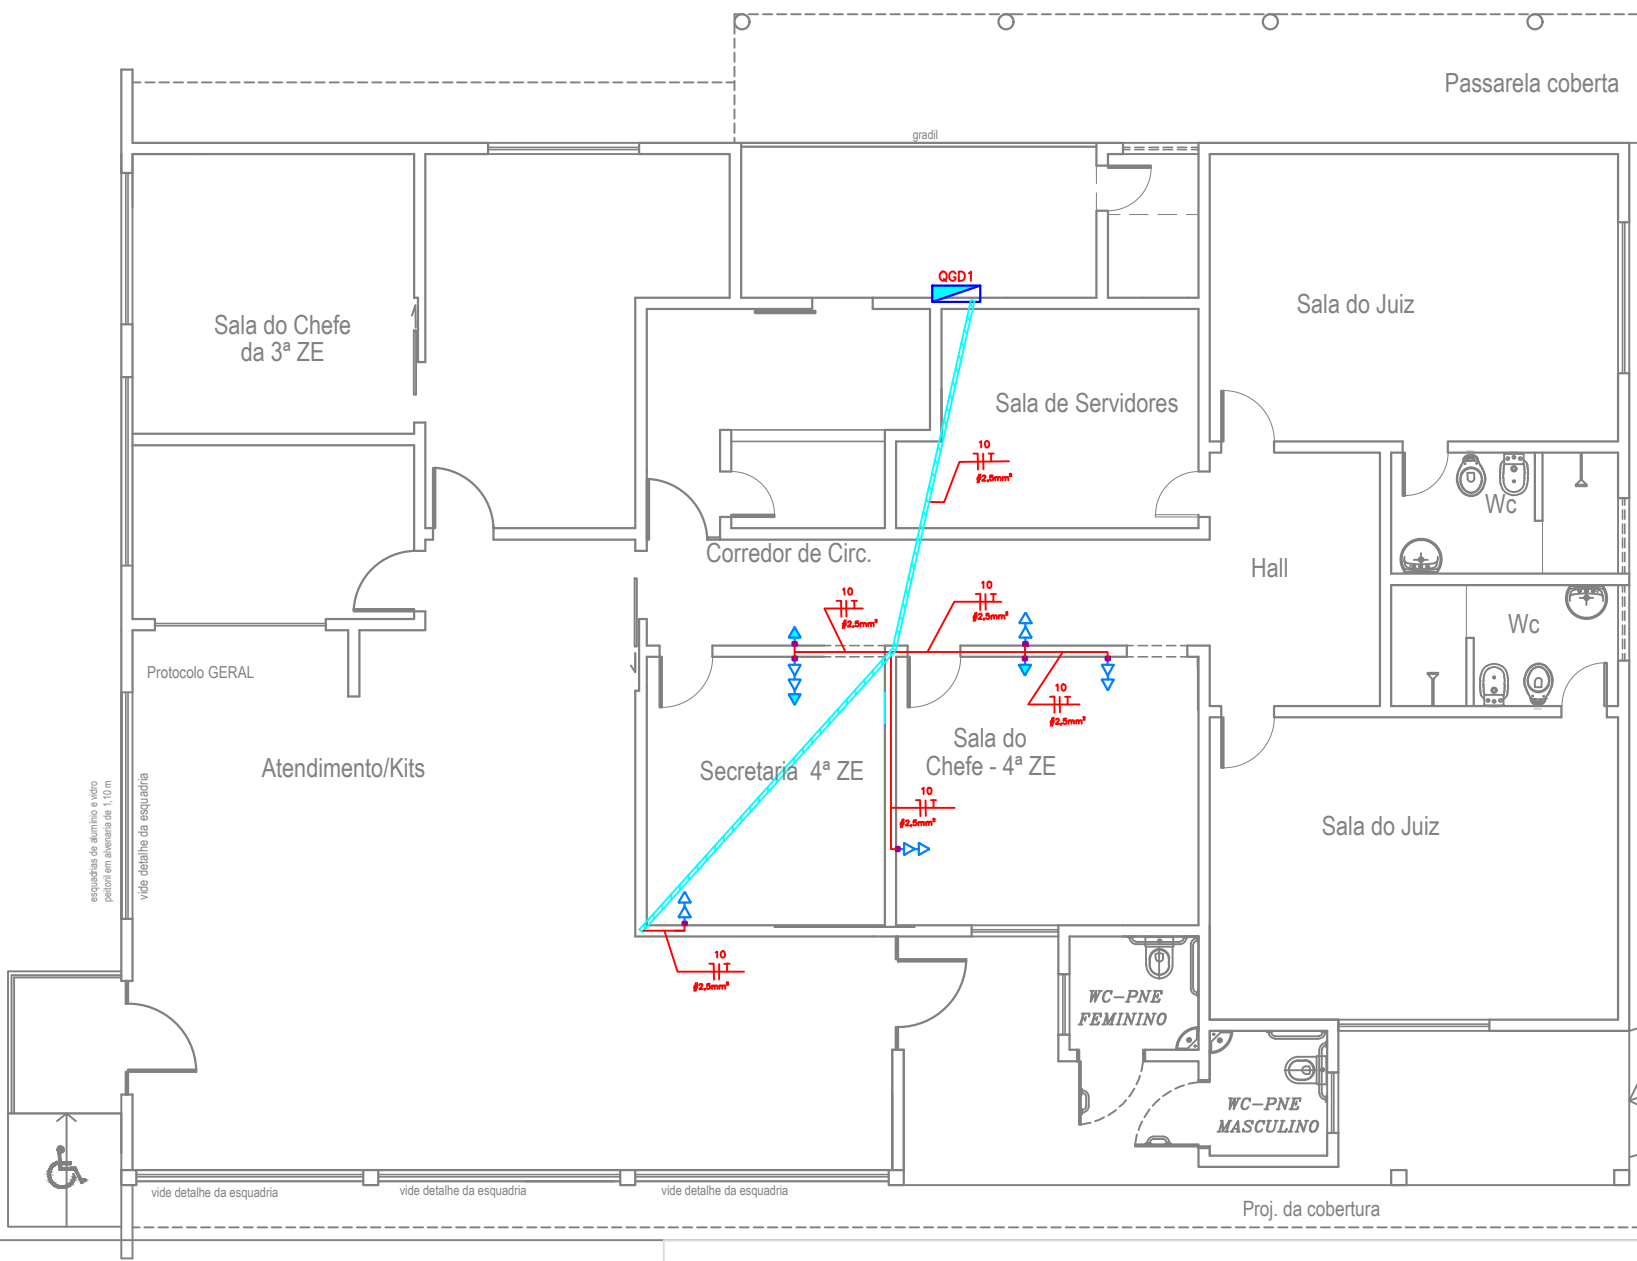 Passarela coberta
gradil
QGD1
Sala do Chefe
da 3ª ZE
Sala do Juiz
Sala de Servidores
10
#2,5mm²
Wc
Corredor de Circ.
Hall
10
#2,5mm²
10
#2,5mm²
Wc
Protocolo GERAL
10
#2,5mm²
Sala do
Chefe - 4ª ZE
Atendimento/Kits
Secretaria 4ª ZE
10
#2,5mm²
Sala do Juiz
esquadrias de alumínio e vidro
peitoril em alvenaria de 1,10 m
vide detalhe da esquadria
10
#2,5mm²
WC-PNE
FEMININO
WC-PNE
MASCULINO
vide detalhe da esquadria
vide detalhe da esquadria
vide detalhe da esquadria
Proj. da cobertura